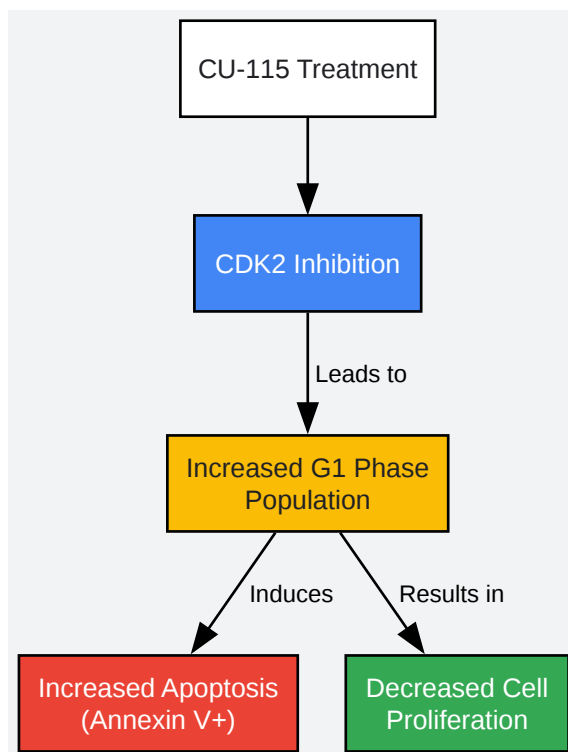 CU-115 Treatment
CDK2 Inhibition
Leads to
Increased G1 Phase
Population
Induces
Results in
Increased Apoptosis
(Annexin V+)
Decreased Cell
Proliferation